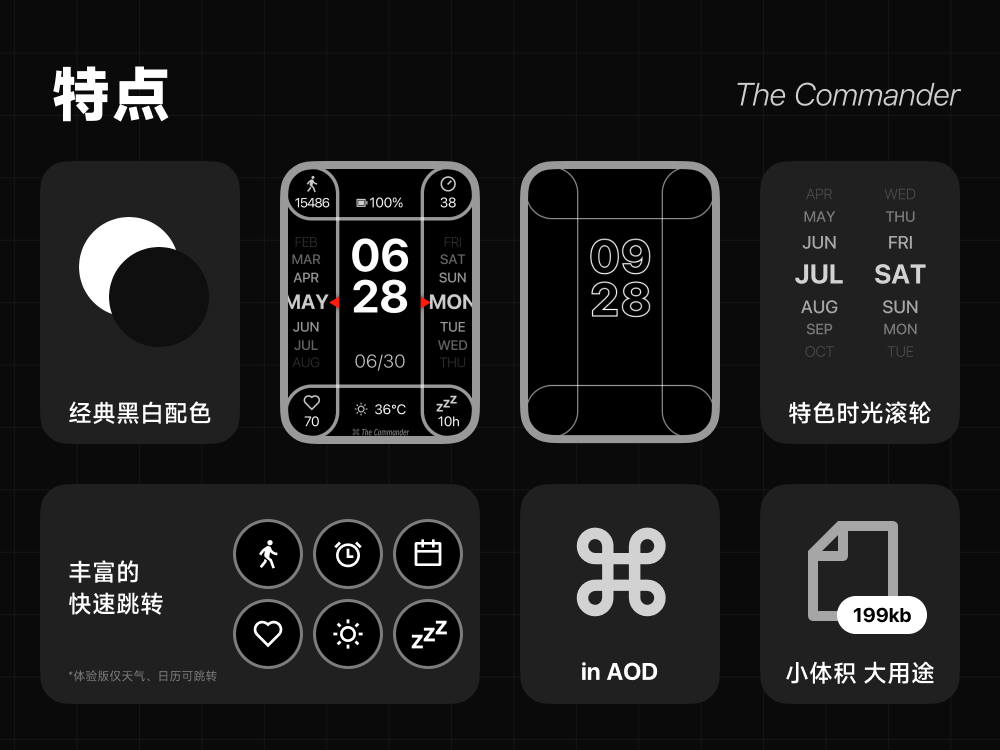 特点
The Commander
经典黑白配色
15486
100%
38
FEB
MAR
APR
MAY
JUN
JUL
AUG
06
28
06/30
FRI
SAT
SUN
MON
TUE
WED
THU
70
36°C
zzz
10h
⌘ The Commander
09
28
APR
MAY
JUN
JUL
AUG
SEP
OCT
WED
THU
FRI
SAT
SUN
MON
TUE
特色时光滚轮
丰富的
快速跳转
*体验版仅天气、日历可跳转
zzz
⌘
in AOD
199kb
小体积 大用途